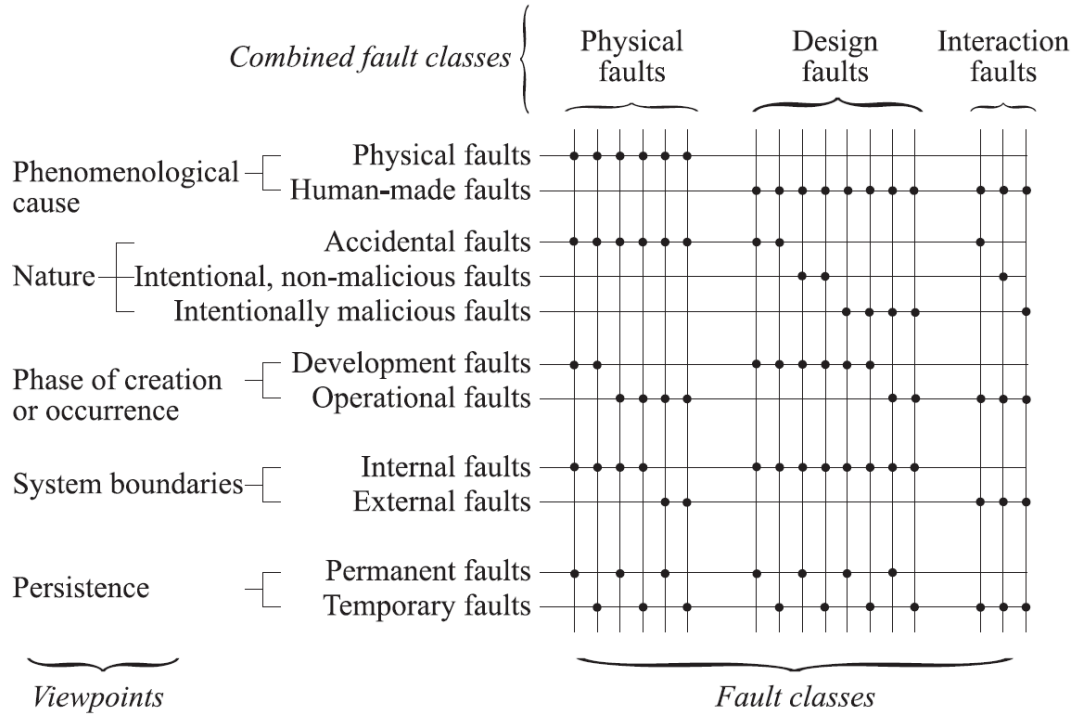 Combined fault classes
Physical
faults
Design
faults
Interaction
faults
Phenomenological
cause
Physical faults
Human-made faults
Nature
Accidental faults
Intentional, non-malicious faults
Intentionally malicious faults
Phase of creation
or occurrence
Development faults
Operational faults
System boundaries
Internal faults
External faults
Persistence
Permanent faults
Temporary faults
Viewpoints
Fault classes